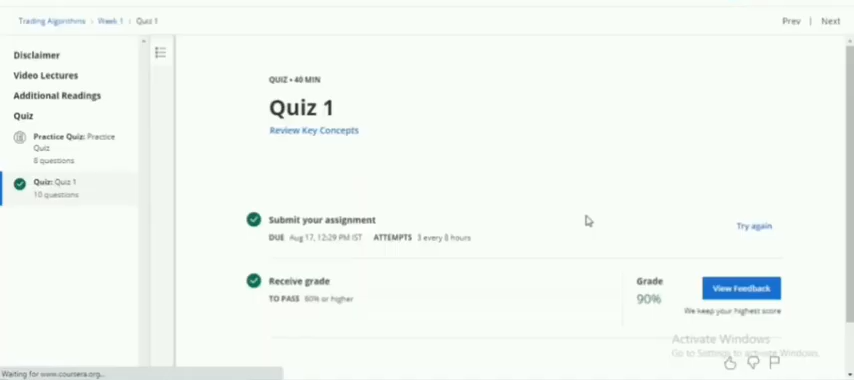 Trading Algorithms > Week 1 > Quiz 1
Prev | Next
Disclaimer
Video Lectures
Additional Readings
Quiz
Practice Quiz: Practice
Quiz
8 questions
Quiz: Quiz 1
10 questions
QUIZ • 40 MIN
Quiz 1
Review Key Concepts
Submit your assignment
DUE Aug 17, 12:29 PM IST ATTEMPTS 3 every 8 hours
Try again
Receive grade
TO PASS 60% or higher
Grade
90%
View Feedback
We keep your highest score
Activate Windows
Go to Settings to activate Windows.
Waiting for www.coursera.org...